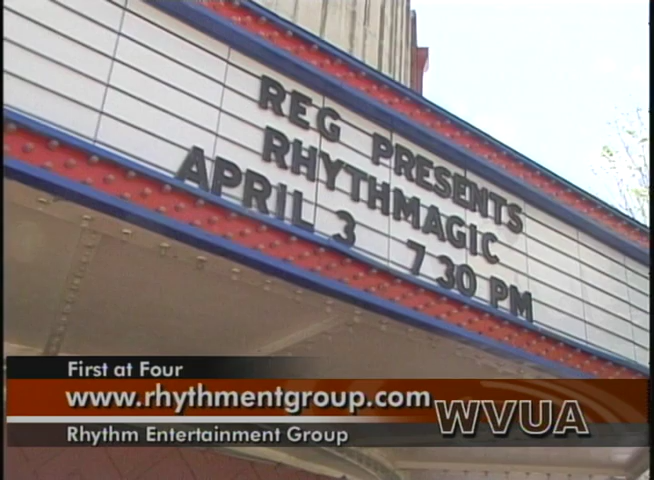 REG PRESENTS
RHYTHMAGIC
APRIL 3 7 30 PM
First at Four
www.rhythmentgroup.com
WVUA
Rhythm Entertainment Group